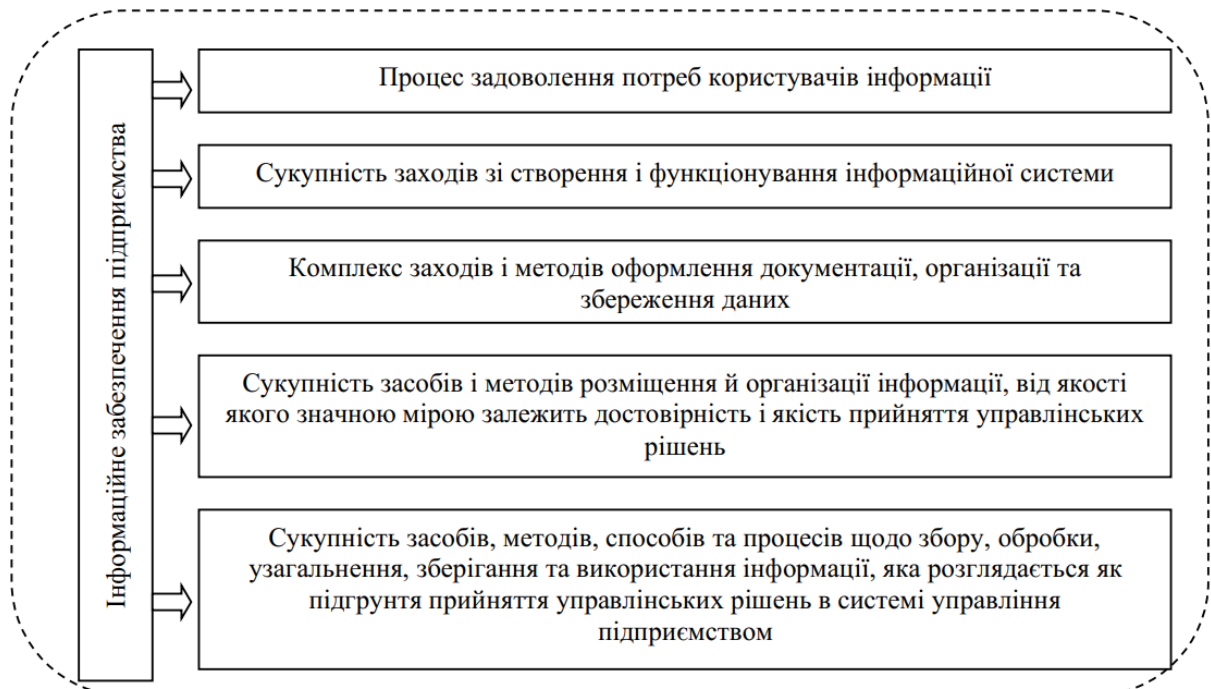 Інформаційне забезпечення підприємства
Процес задоволення потреб користувачів інформації
Сукупність заходів зі створення і функціонування інформаційної системи
Комплекс заходів і методів оформлення документації, організації та
збереження даних
Сукупність засобів і методів розміщення й організації інформації, від якості
якого значною мірою залежить достовірність і якість прийняття управлінських
рішень
Сукупність засобів, методів, способів та процесів щодо збору, обробки,
узагальнення, зберігання та використання інформації, яка розглядається як
підгрунтя прийняття управлінських рішень в системі управління
підприємством